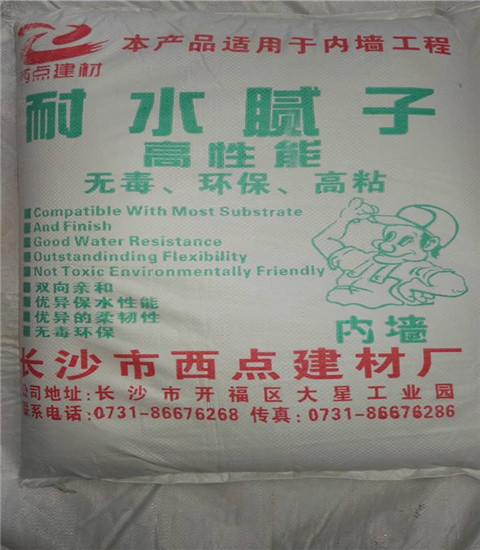 本产品适用于内墙工程
西点建材
耐水腻子
高性能
无毒、环保、高粘
Compatible With Most Substrate
And Finish
Good Water Resistance
Outstandinding Flexibility
Not Toxic Environmentally Friendly
双向亲和
优异保水性能
优异的柔韧性
无毒环保
内墙
长沙市西点建材厂
公司地址:长沙市开福区大星工业园
联系电话:0731-86676268 传真:0731-86676286